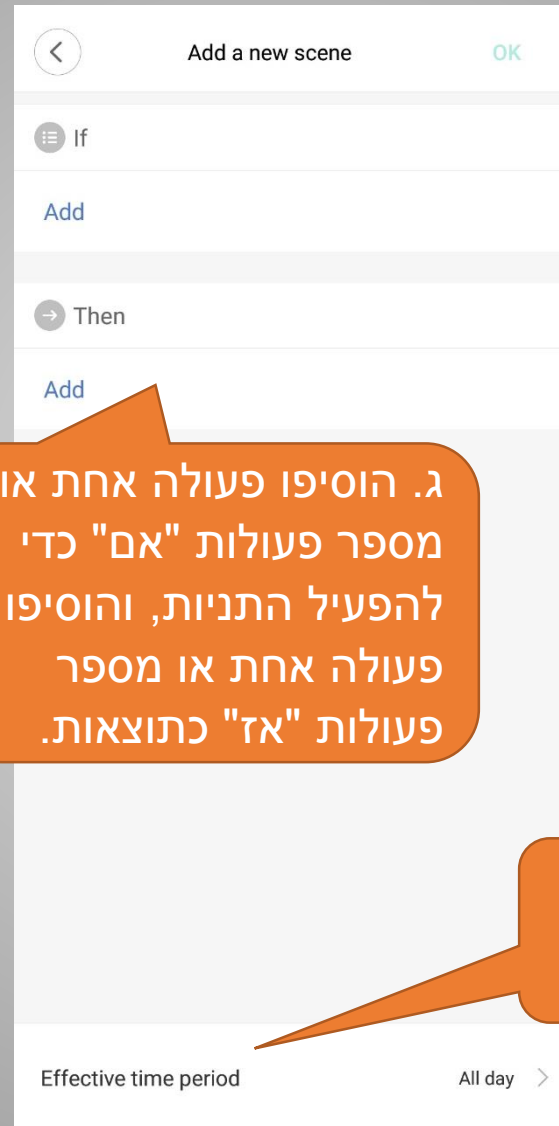 Add a new scene OK
If
Add
Then
Add
ג. הוסיפו פעולה אחת או
מספר פעולות "אם" כדי
להפעיל התניות, והוסיפו
פעולה אחת או מספר
פעולות "אז" כתוצאות.
Effective time period All day